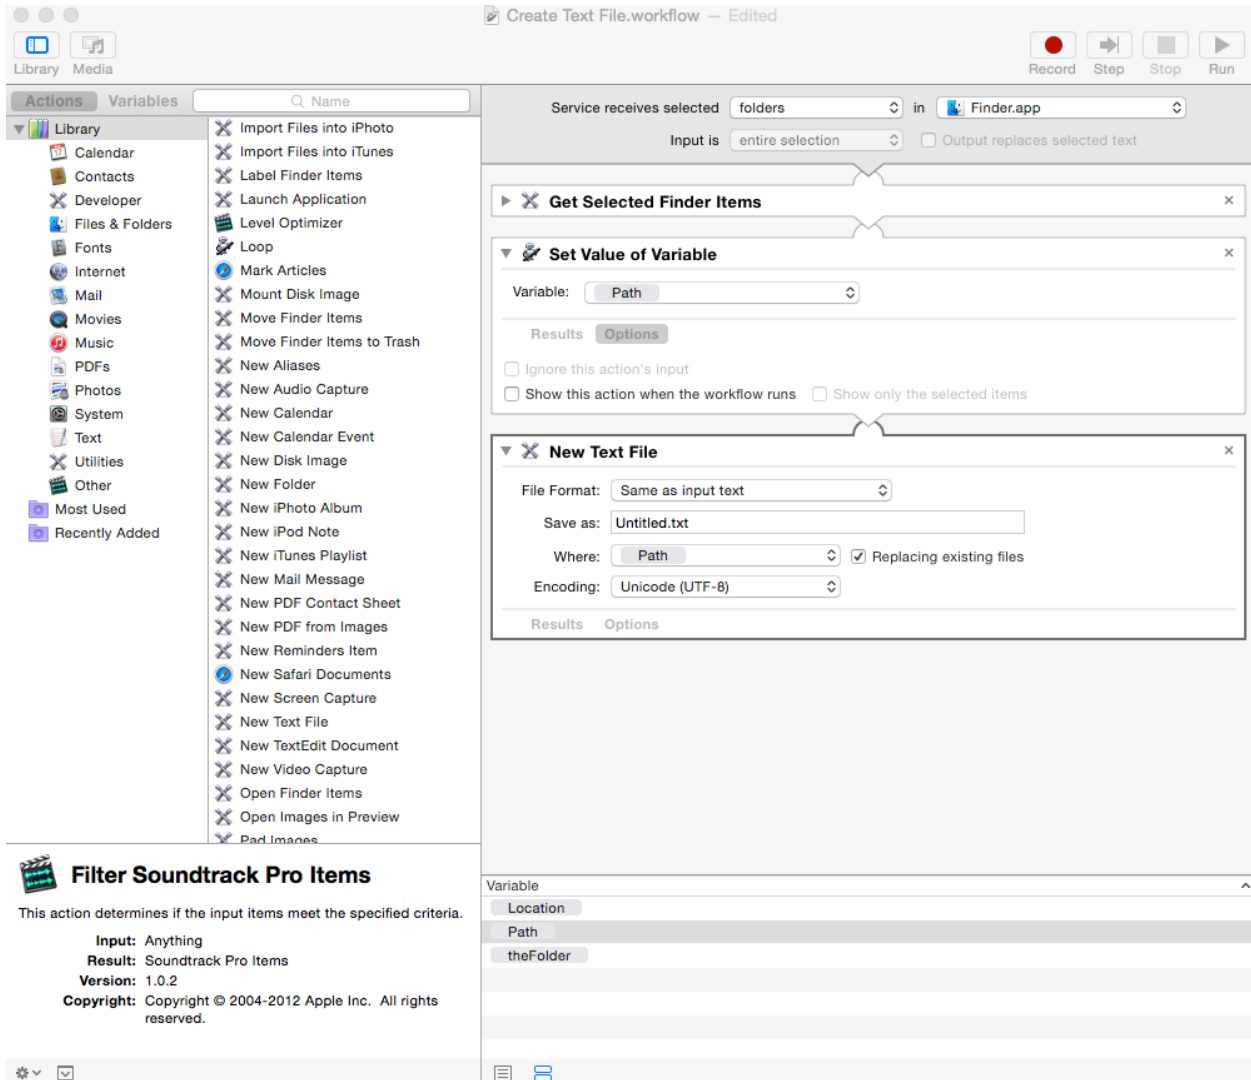 Create Text File.workflow — Edited
Library Media
Record Step Stop Run
Actions Variables
Name
Library
Calendar
Contacts
Developer
Files & Folders
Fonts
Internet
Mail
Movies
Music
PDFs
Photos
System
Text
Utilities
Other
Most Used
Recently Added
Import Files into iPhoto
Import Files into iTunes
Label Finder Items
Launch Application
Level Optimizer
Loop
Mark Articles
Mount Disk Image
Move Finder Items
Move Finder Items to Trash
New Aliases
New Audio Capture
New Calendar
New Calendar Event
New Disk Image
New Folder
New iPhoto Album
New iPod Note
New iTunes Playlist
New Mail Message
New PDF Contact Sheet
New PDF from Images
New Reminders Item
New Safari Documents
New Screen Capture
New Text File
New TextEdit Document
New Video Capture
Open Finder Items
Open Images in Preview
Pad Images
Filter Soundtrack Pro Items
This action determines if the input items meet the specified criteria.
Input: Anything
Result: Soundtrack Pro Items
Version: 1.0.2
Copyright: Copyright © 2004-2012 Apple Inc. All rights
reserved.
Service receives selected folders in Finder.app
Input is entire selection Output replaces selected text
Get Selected Finder Items
Set Value of Variable
Variable: Path
Results Options
Ignore this action's input
Show this action when the workflow runs Show only the selected items
New Text File
File Format: Same as input text
Save as: Untitled.txt
Where: Path Replacing existing files
Encoding: Unicode (UTF-8)
Results Options
Variable
Location
Path
theFolder